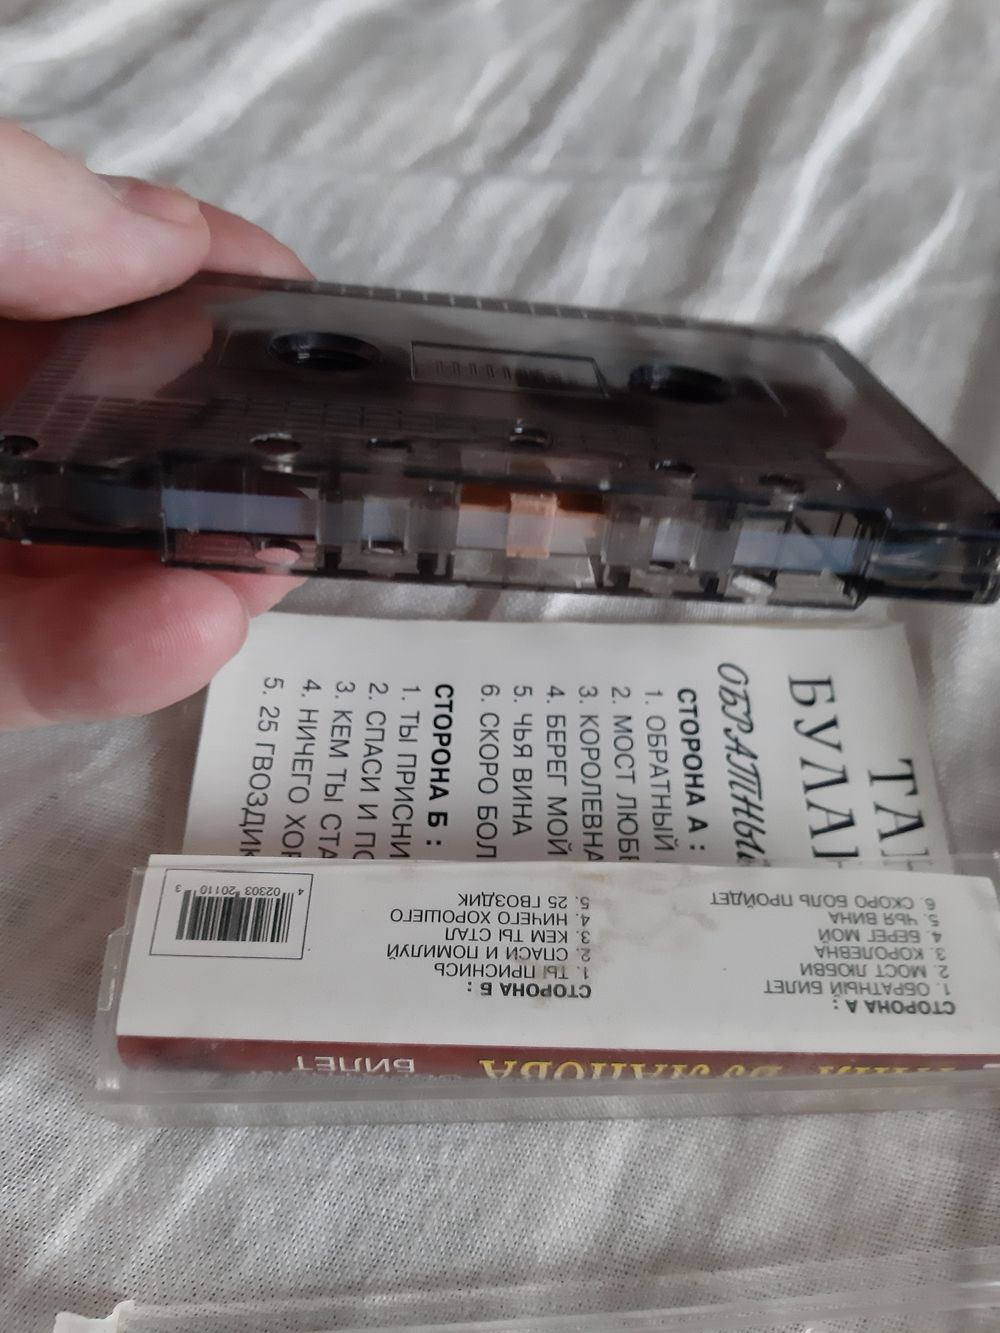 ТА
БУЛА
ОБРАТНЫ
СТОРОНА А :
1. ОБРАТНЫЙ
2. МОСТ ЛЮБ
3. КОРОЛЕВНА
4. БЕРЕГ МОЙ
5. ЧЬЯ ВИНА
6. СКОРО БОЛ
СТОРОНА Б :
1. ТЫ ПРИСНИ
2. СПАСИ И ПО
3. КЕМ ТЫ СТА
4. НИЧЕГО ХОР
5. 25 ГВОЗДИК
СТОРОНА А :
1. ОБРАТНЫЙ БИЛЕТ
2. МОСТ ЛЮБВИ
3. КОРОЛЕВНА
4. БЕРЕГ МОЙ
5. ЧЬЯ ВИНА
6. СКОРО БОЛЬ ПРОЙДЕТ
СТОРОНА Б :
1. ТЫ ПРИСНИСЬ
2. СПАСИ И ПОМИЛУЙ
3. КЕМ ТЫ СТАЛ
4. НИЧЕГО ХОРОШЕГО
5. 25 ГВОЗДИК
4 02303 20110 3
БУЛАНОВА
БИЛЕТ